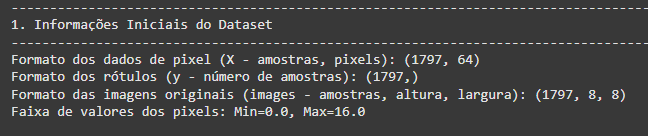 --------------------------------------------------------------------------------
1. Informações Iniciais do Dataset
--------------------------------------------------------------------------------
Formato dos dados de pixel (X - amostras, pixels): (1797, 64)
Formato dos rótulos (y - número de amostras): (1797,)
Formato das imagens originais (images - amostras, altura, largura): (1797, 8, 8)
Faixa de valores dos pixels: Min=0.0, Max=16.0